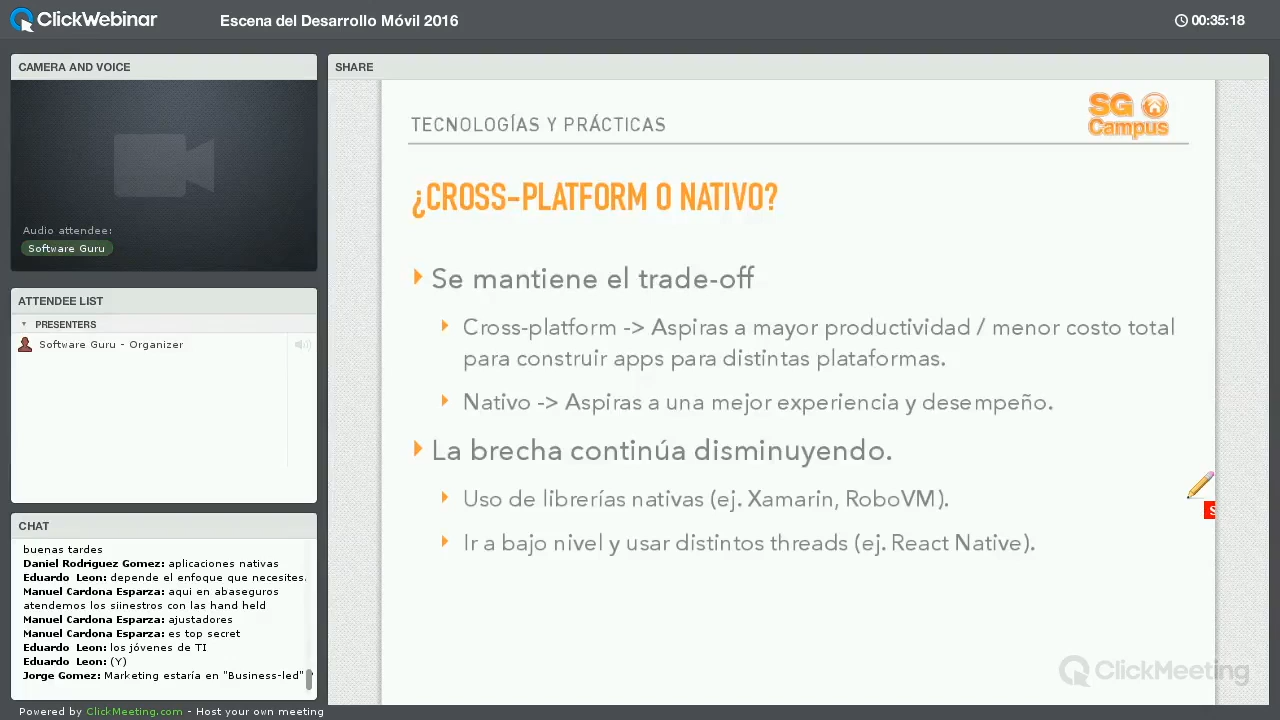 ClickWebinar
Escena del Desarrollo Móvil 2016
00:35:18
CAMERA AND VOICE
Audio attendee:
Software Guru
ATTENDEE LIST
PRESENTERS
Software Guru - Organizer
CHAT
buenas tardes
Daniel Rodriguez Gomez: aplicaciones nativas
Eduardo Leon: depende el enfoque que necesites.
Manuel Cardona Esparza: aqui en abaseguros
atendemos los siinestros con las hand held
Manuel Cardona Esparza: ajustadores
Manuel Cardona Esparza: es top secret
Eduardo Leon: los jóvenes de TI
Eduardo Leon: (Y)
Jorge Gomez: Marketing estaría en "Business-led"
Powered by ClickMeeting.com - Host your own meeting
SHARE
TECNOLOGÍAS Y PRÁCTICAS
SG
Campus
¿CROSS-PLATFORM O NATIVO?
Se mantiene el trade-off
Cross-platform -> Aspiras a mayor productividad / menor costo total
para construir apps para distintas plataformas.
Nativo -> Aspiras a una mejor experiencia y desempeño.
La brecha continúa disminuyendo.
Uso de librerías nativas (ej. Xamarin, RoboVM).
Ir a bajo nivel y usar distintos threads (ej. React Native).
ClickMeeting